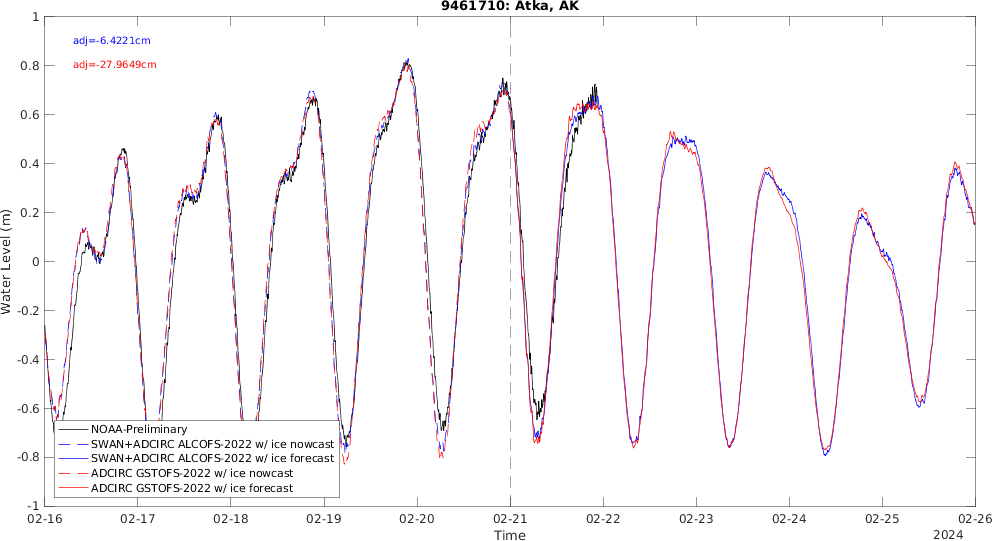 9461710: Atka, AK
adj=-6.4221cm
adj=-27.9649cm
Water Level (m)
1
0.8
0.6
0.4
0.2
0
-0.2
-0.4
-0.6
-0.8
-1
NOAA-Preliminary
SWAN+ADCIRC ALCOFS-2022 w/ ice nowcast
SWAN+ADCIRC ALCOFS-2022 w/ ice forecast
ADCIRC GSTOFS-2022 w/ ice nowcast
ADCIRC GSTOFS-2022 w/ ice forecast
02-16 02-17 02-18 02-19 02-20 02-21 02-22 02-23 02-24 02-25 02-26
Time
2024